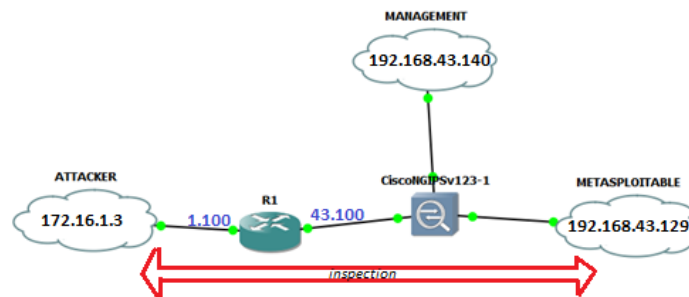 MANAGEMENT
192.168.43.140
ATTACKER
172.16.1.3
1.100
R1
43.100
CiscoNGIPSv123-1
METASPLOITABLE
192.168.43.129
inspection